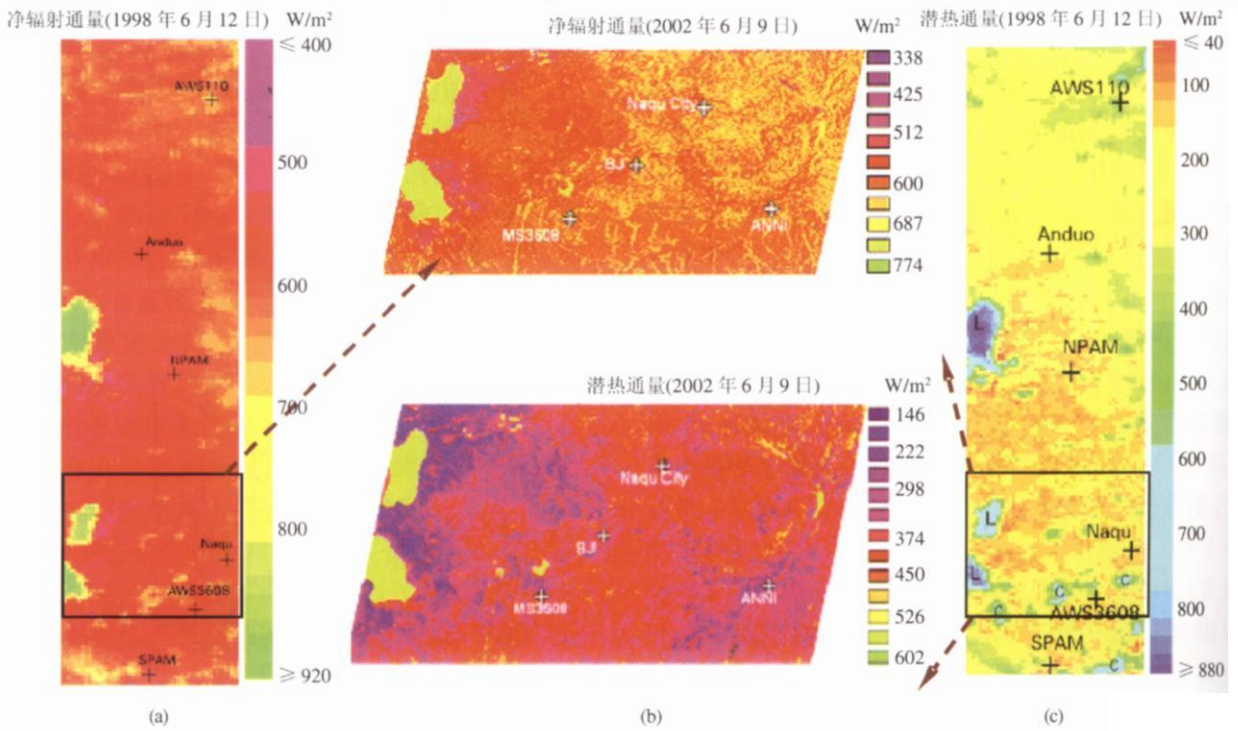 净辐射通量(1998 年 6 月 12 日)
W/m²
≤ 400
500
600
700
800
≥ 920
AWS110
Anduo
NPAM
Naqu
AWS3608
SPAM
(a)
净辐射通量(2002 年 6 月 9 日)
W/m²
338
425
512
600
687
774
Naqu City
BJ
MS3608
ANNI
潜热通量(2002 年 6 月 9 日)
W/m²
146
222
298
374
450
526
602
Naqu City
BJ
MS3608
ANNI
(b)
潜热通量(1998 年 6 月 12 日)
W/m²
≤ 40
100
200
300
400
500
600
700
800
≥ 880
AWS110
Anduo
L
NPAM
L
Naqu
L
C
C
C
AWS3608
SPAM
C
(c)